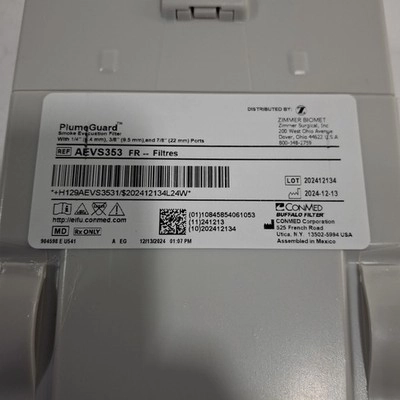 PlumeGuard™
Smoke Evacuation Filter
With 1/4" (6.4 mm), 3/8" (9.5 mm),and 7/8" (22 mm) Ports
DISTRIBUTED BY:
ZIMMER BIOMET
Zimmer Surgical, Inc
200 West Ohio Avenue
Dover, Ohio 44622 U.S.A
800-348-2759
REF AEVS353 FR -- Filtres
LOT 202412134
2024-12-13
*+H129AEVS3531/$202412134L24W*
(01)10845854061053
(11)241213
(10)202412134
http://eifu.conmed.com
MD Rx ONLY
CONMED
BUFFALO FILTER
CONMED Corporation
525 French Road
Utica, N.Y. 13502-5994 USA
Assembled in Mexico
A EG 12/13/2024 01:57 PM